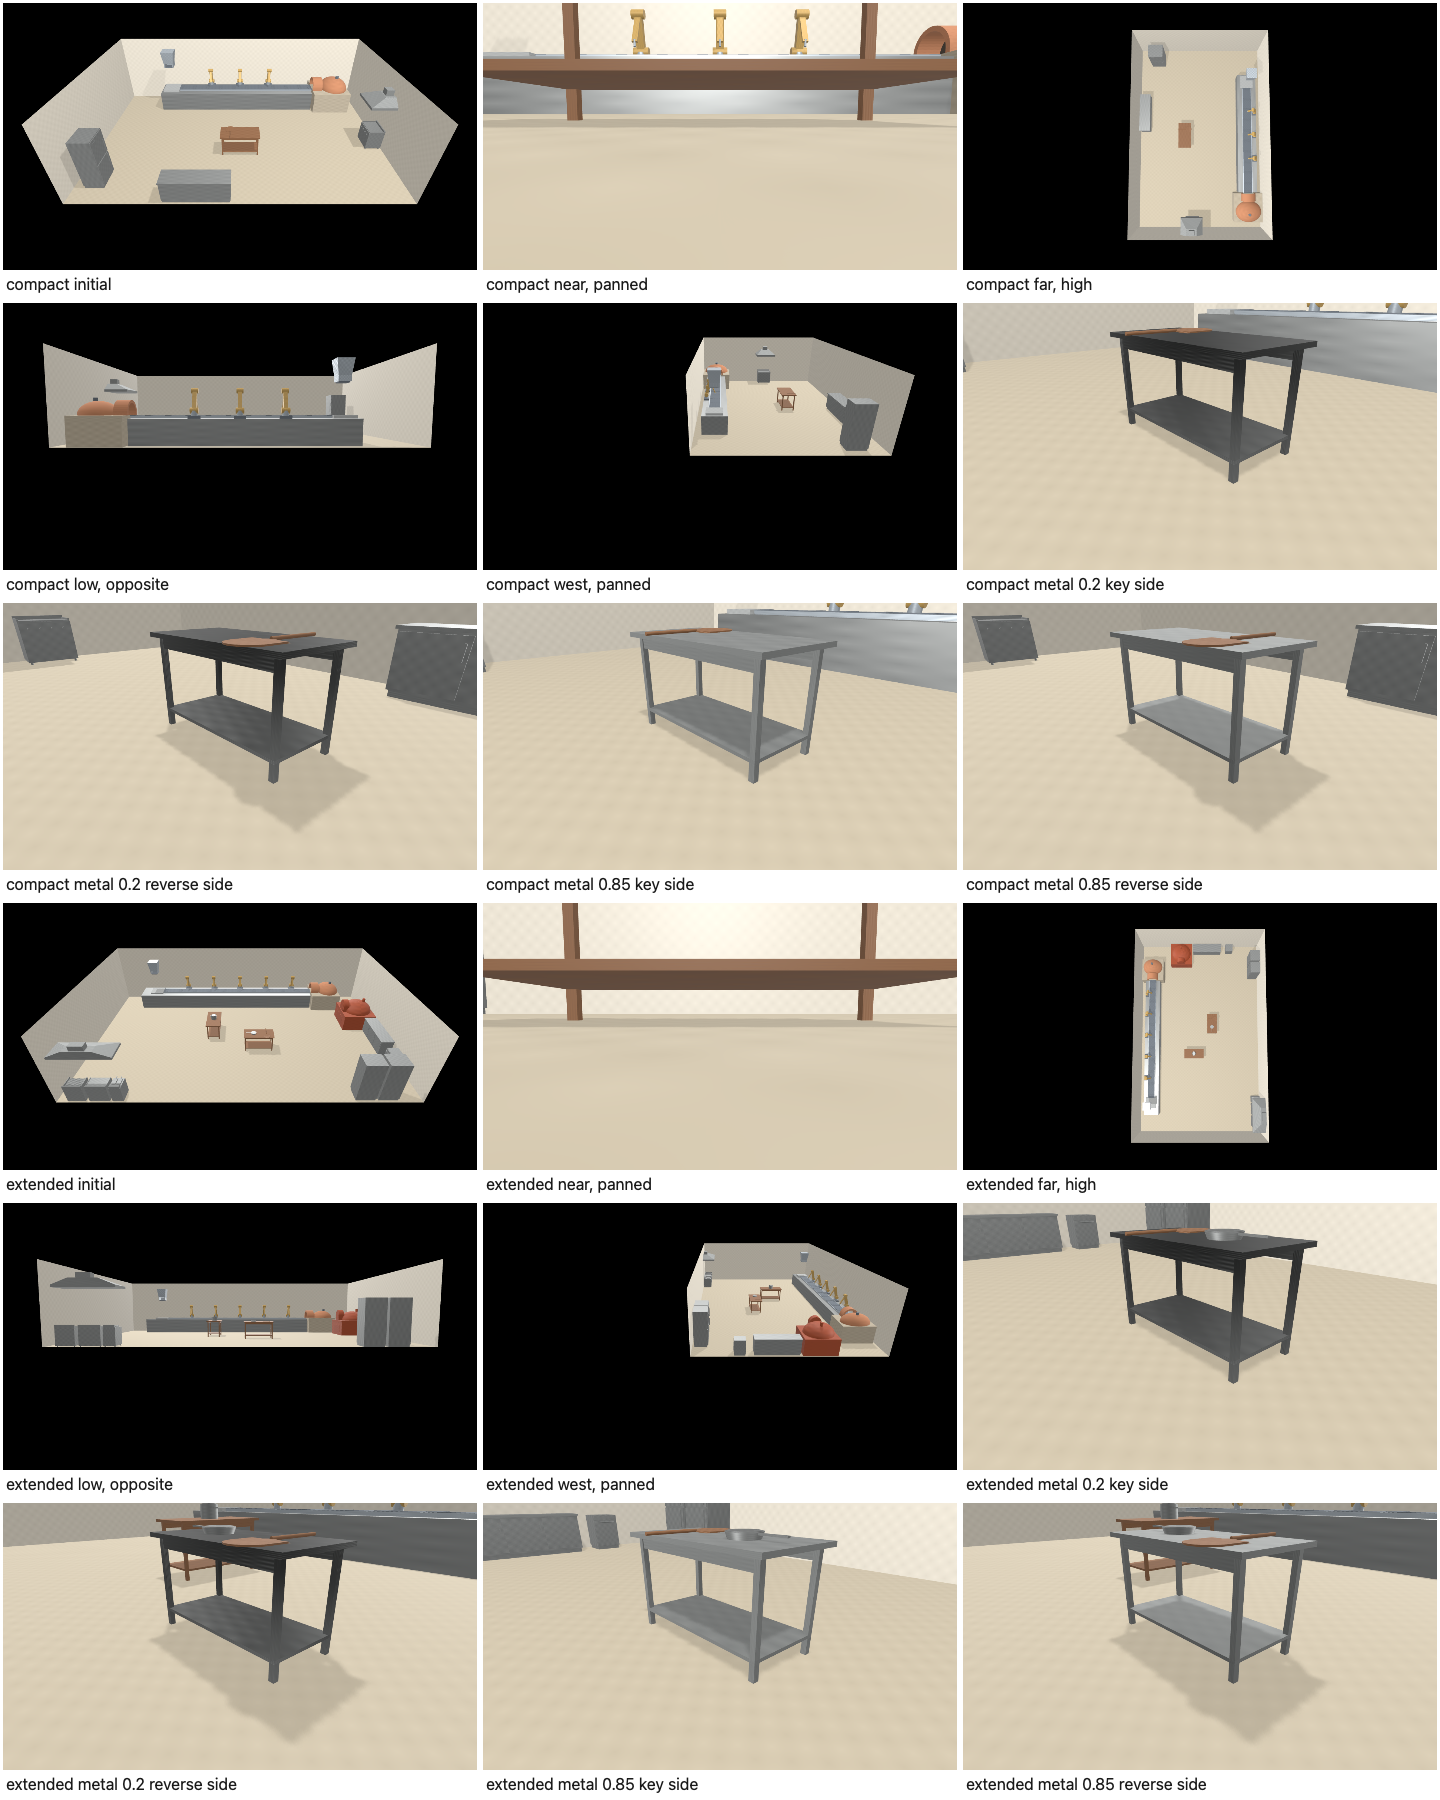 compact initial
compact near, panned
compact far, high
compact low, opposite
compact west, panned
compact metal 0.2 key side
compact metal 0.2 reverse side
compact metal 0.85 key side
compact metal 0.85 reverse side
extended initial
extended near, panned
extended far, high
extended low, opposite
extended west, panned
extended metal 0.2 key side
extended metal 0.2 reverse side
extended metal 0.85 key side
extended metal 0.85 reverse side